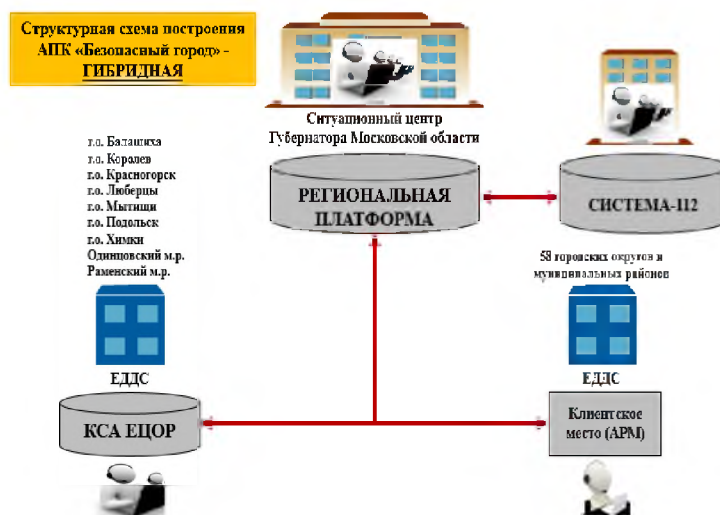 Структурная схема построения
АПК «Безопасный город» -
ГИБРИДНАЯ
Ситуационный центр
Губернатора Московской области
г.о. Балашиха
г.о. Королев
г.о. Красногорск
г.о. Люберцы
г.о. Мытищи
г.о. Подольск
г.о. Химки
Одинцовский м.р.
Раменский м.р.
РЕГИОНАЛЬНАЯ
ПЛАТФОРМА
СИСТЕМА-112
58 городских округов и
муниципальных районов
ЕДДС
ЕДДС
КСА ЕЦОР
Клиентское
место (АРМ)